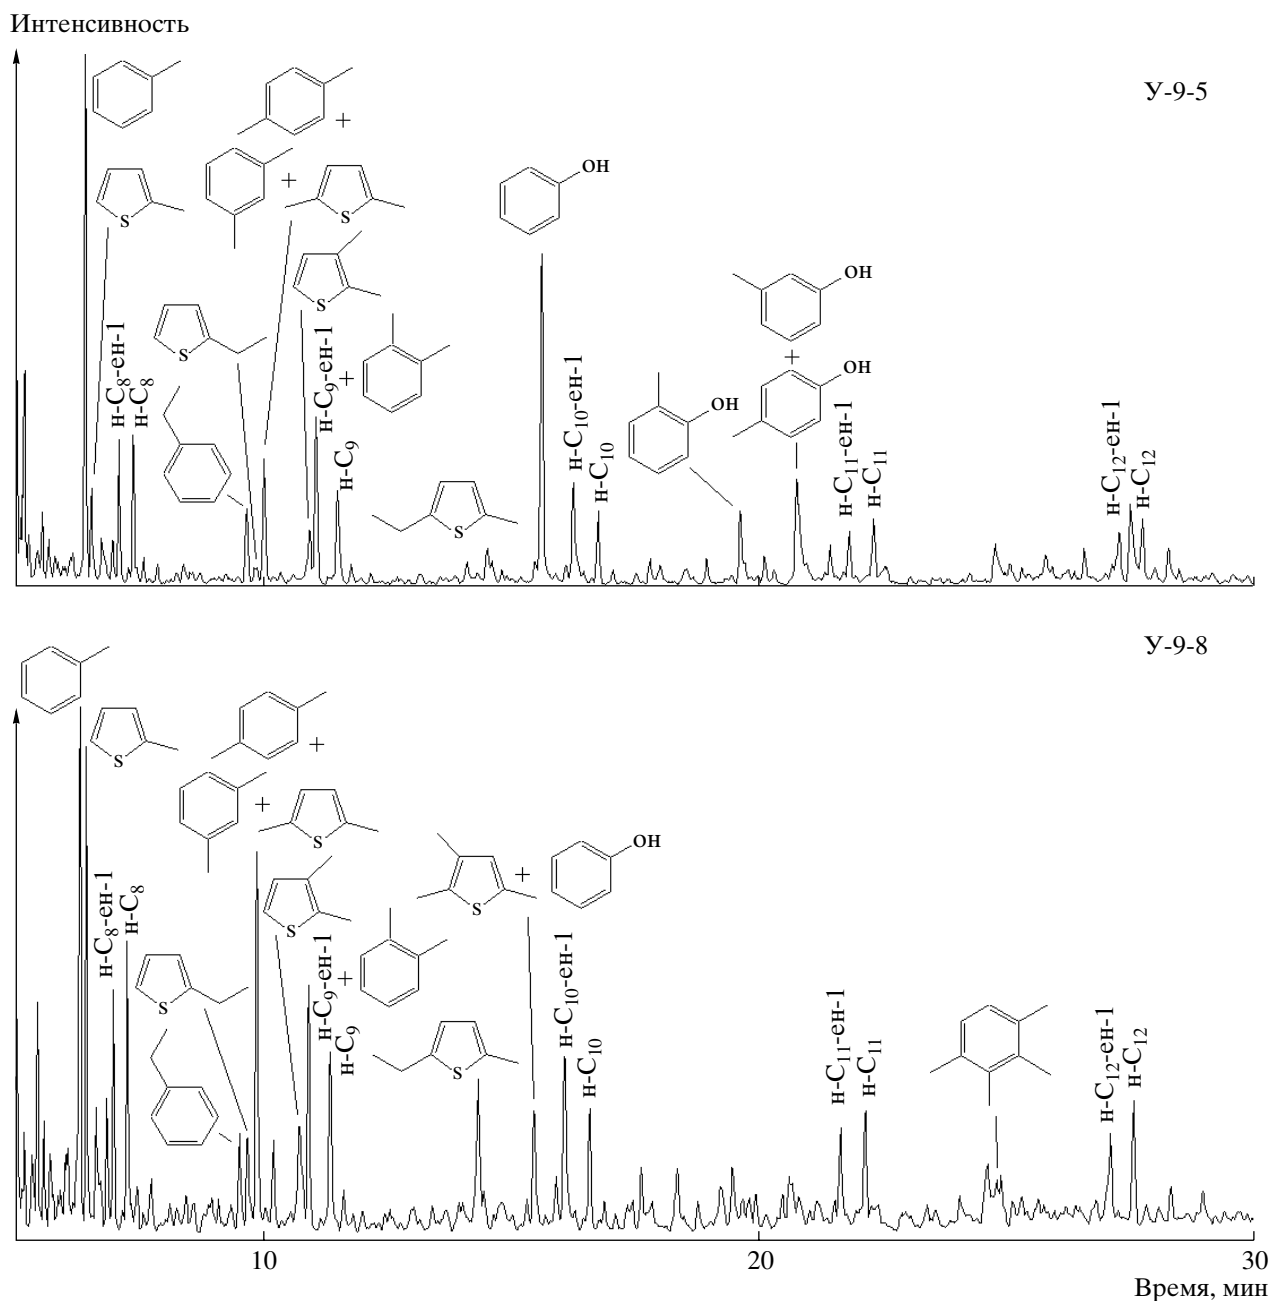 Интенсивность
У-9-5
+
+
OH
S
S
S
OH
S
+
н-C8-ен-1
н-C8
н-C9-ен-1
+
н-C9
н-C10-ен-1
н-C10
OH
OH
н-C11-ен-1
н-C11
н-C12-ен-1
н-C12
S
У-9-8
S
+
+
S
OH
+
S
S
н-C8-ен-1
н-C8
н-C9-ен-1
+
н-C9
н-C10-ен-1
н-C10
S
S
н-C11-ен-1
н-C11
н-C12-ен-1
н-C12
10
20
30
Время, мин